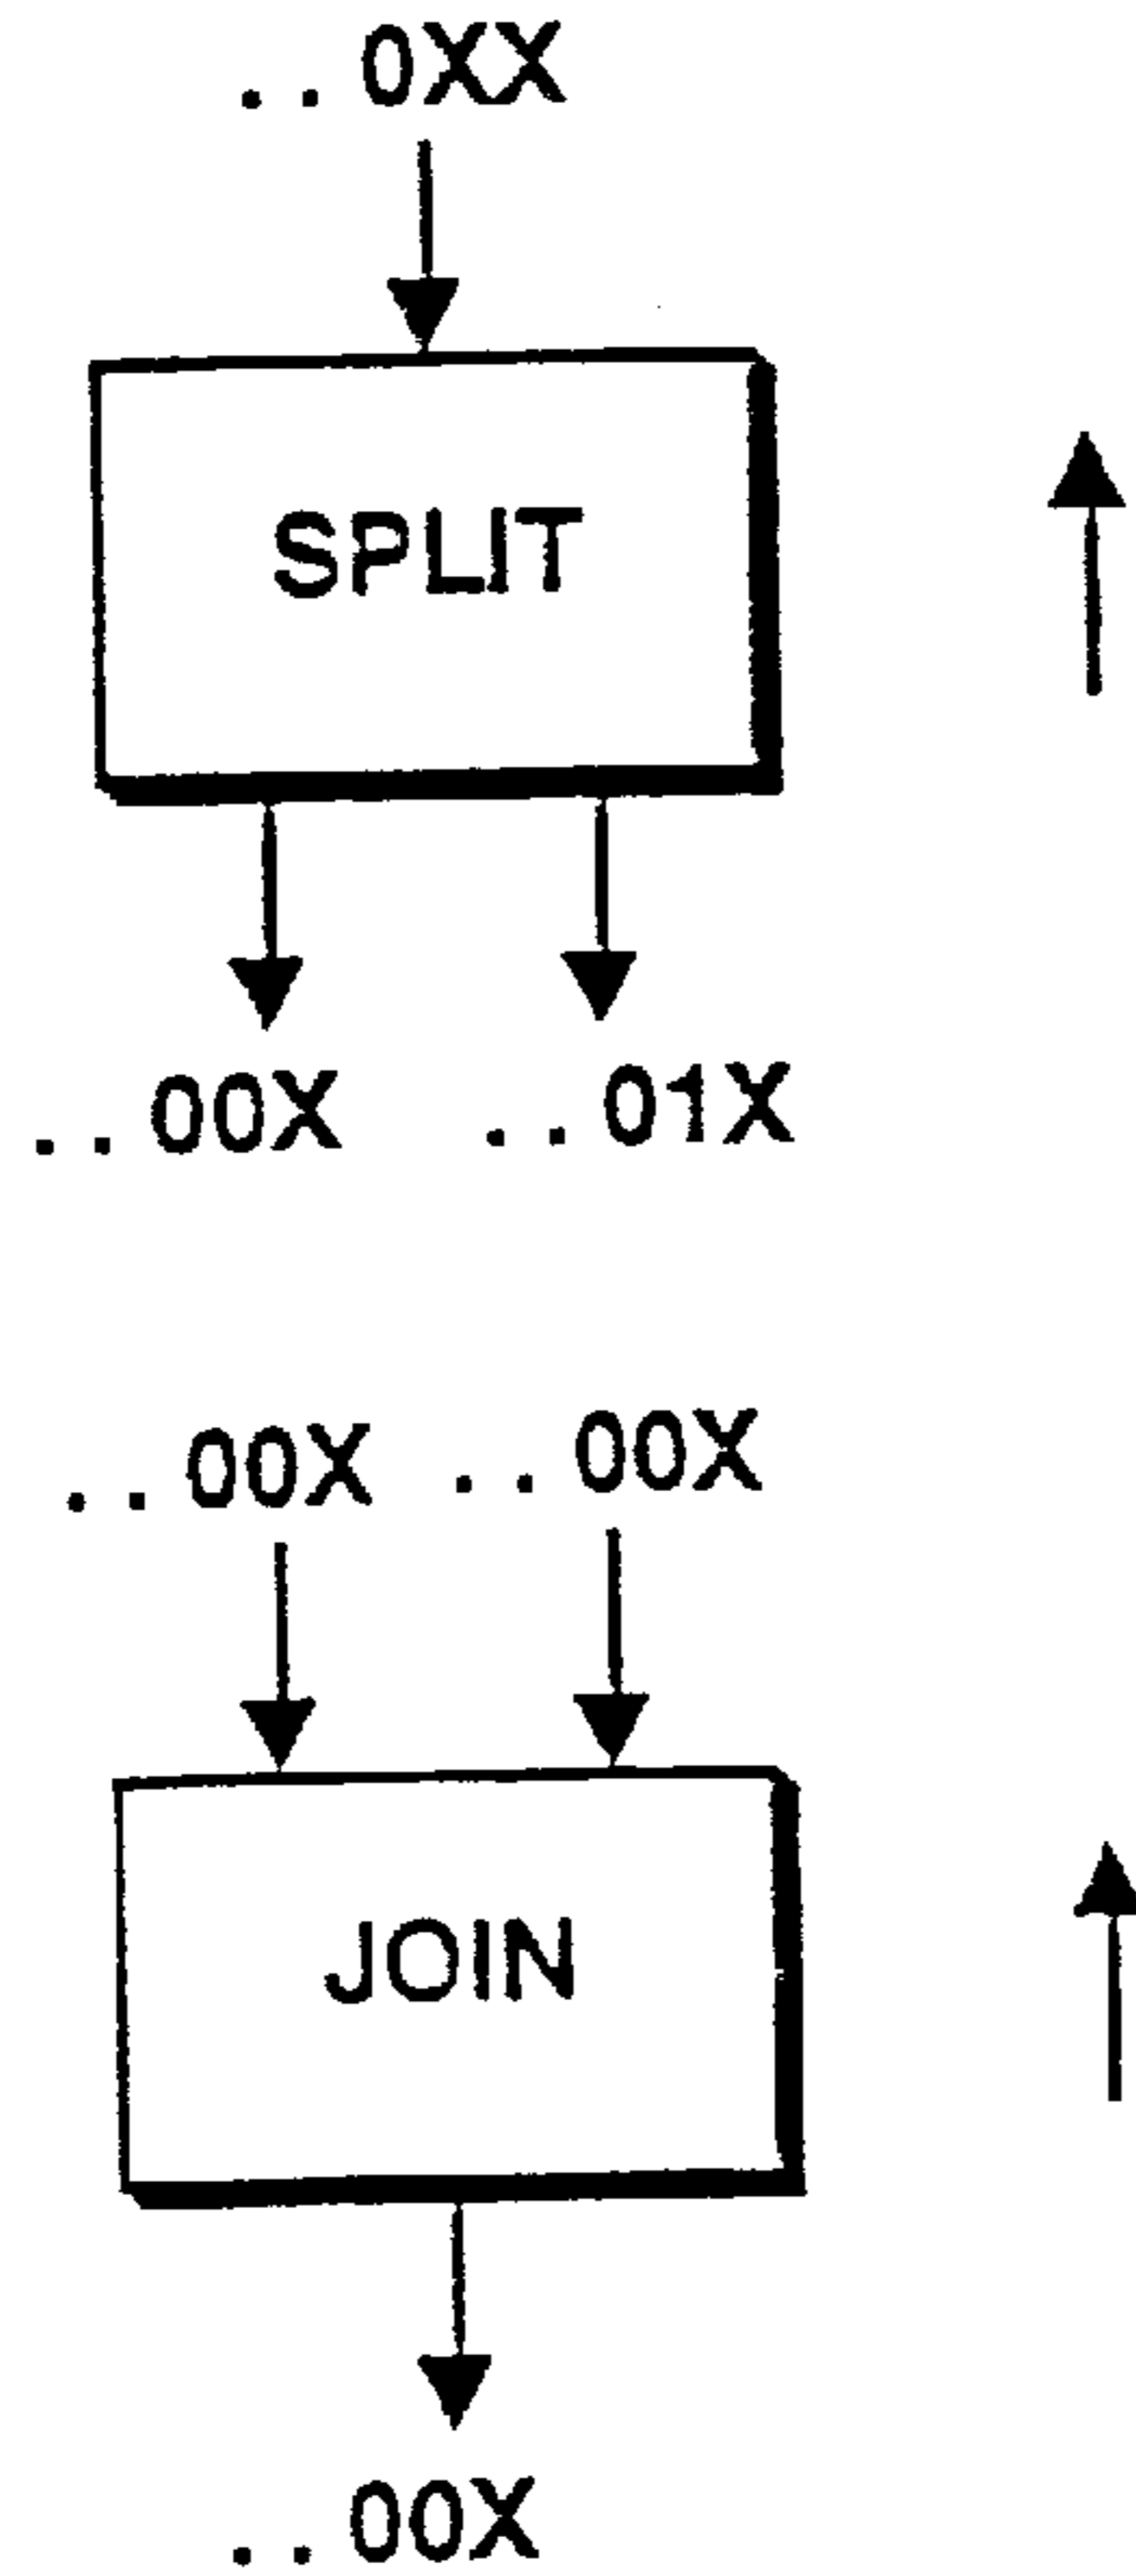 . . 0XX
SPLIT
. . 00X . . 01X
. . 00X . . 00X
JOIN
. . 00X